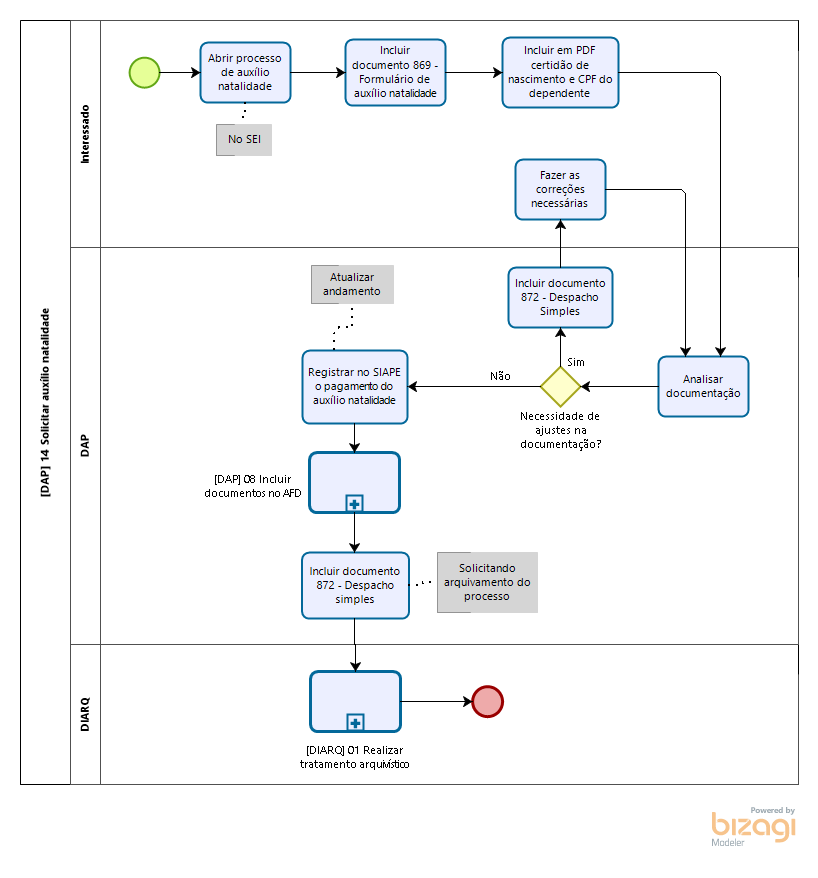 [DAP] 14 Solicitar auxílio natalidade
Interessado
Abrir processo
de auxílio
natalidade
No SEI
Incluir
documento 869 -
Formulário de
auxílio natalidade
Incluir em PDF
certidão de
nascimento e CPF do
dependente
Fazer as
correções
necessárias
DAP
Incluir documento
872 - Despacho
Simples
Analisar
documentação
Sim
Não
Necessidade de
ajustes na
documentação?
Atualizar
andamento
Registrar no SIAPE
o pagamento do
auxílio natalidade
[DAP] 08 Incluir
documentos no AFD
Incluir documento
872 - Despacho
simples
Solicitando
arquivamento do
processo
DIARQ
[DIARQ] 01 Realizar
tratamento arquivístico
Powered by
bizagi
Modeler